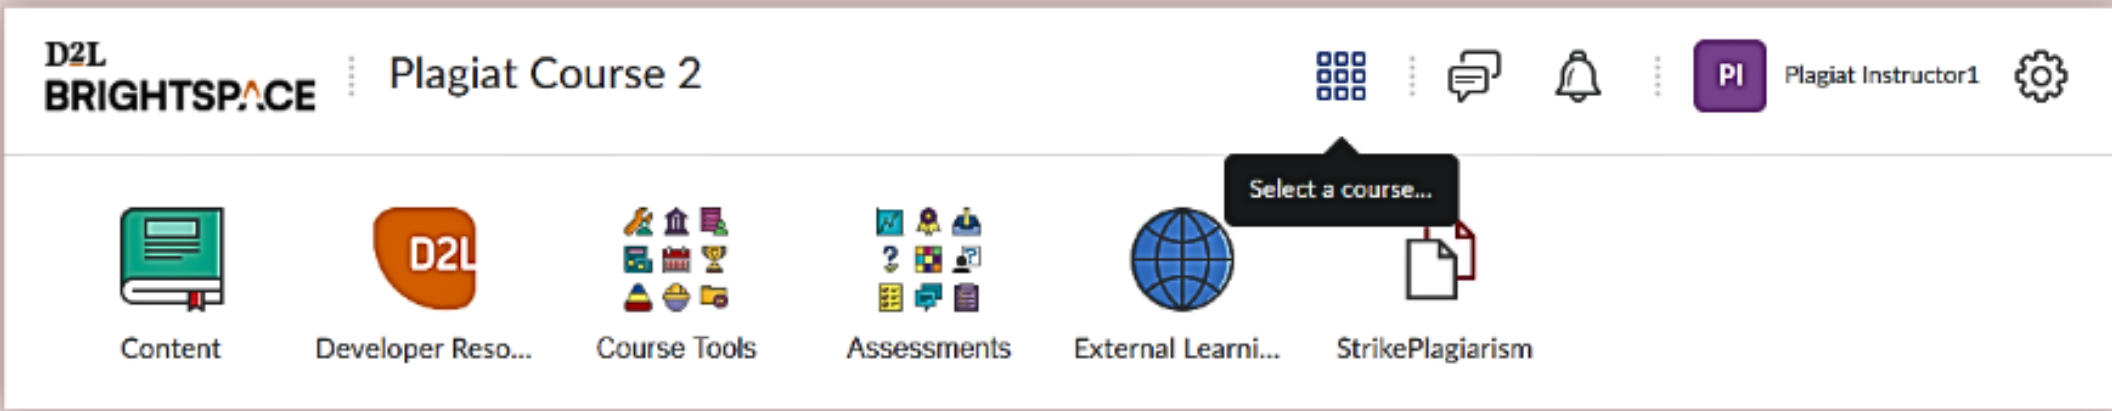 D2L
BRIGHTSPACE
Plagiat Course 2
PI
Plagiat Instructor1
Select a course...
D2L
Content
Developer Reso...
Course Tools
Assessments
External Learni...
StrikePlagiarism